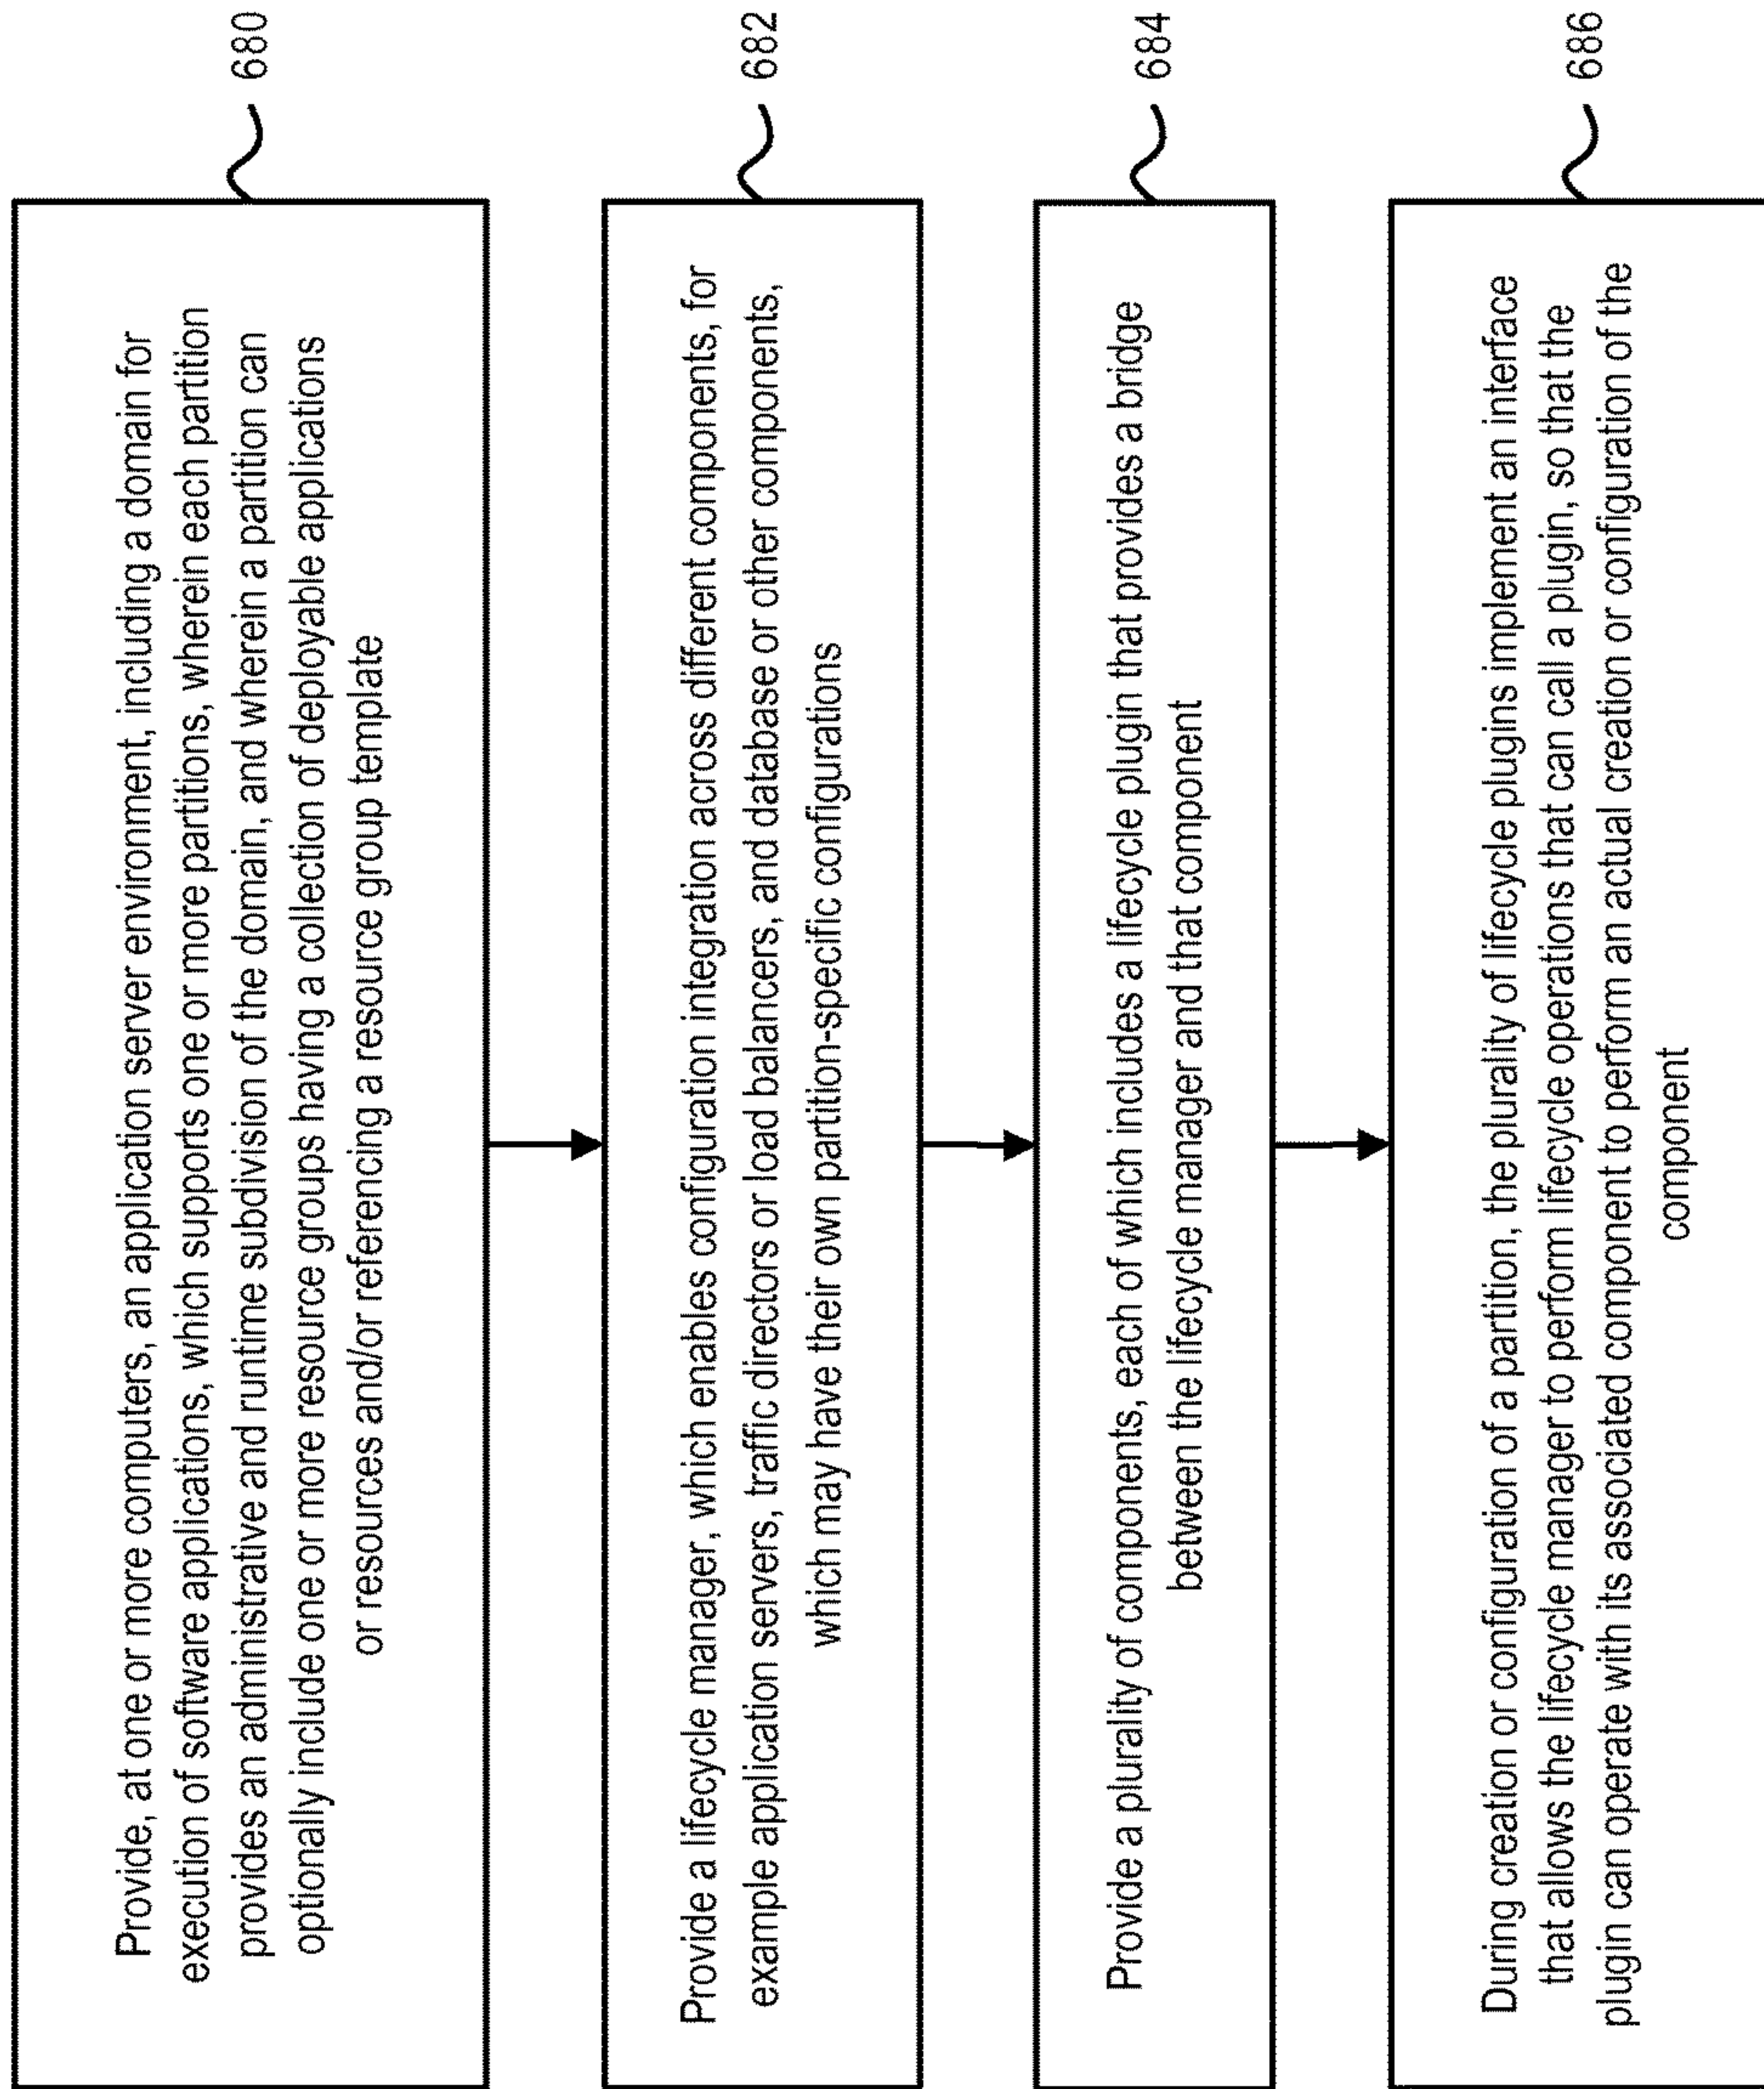 Provide, at one or more computers, an application server environment, including a domain for
execution of software applications, which supports one or more partitions, wherein each partition
provides an administrative and runtime subdivision of the domain, and wherein a partition can
optionally include one or more resource groups having a collection of deployable applications
or resources and/or referencing a resource group template
680
Provide a lifecycle manager, which enables configuration integration across different components, for
example application servers, traffic directors or load balancers, and database or other components,
which may have their own partition-specific configurations
682
Provide a plurality of components, each of which includes a lifecycle plugin that provides a bridge
between the lifecycle manager and that component
684
During creation or configuration of a partition, the plurality of lifecycle plugins implement an interface
that allows the lifecycle manager to perform lifecycle operations that can call a plugin, so that the
plugin can operate with its associated component to perform an actual creation or configuration of the
component
686